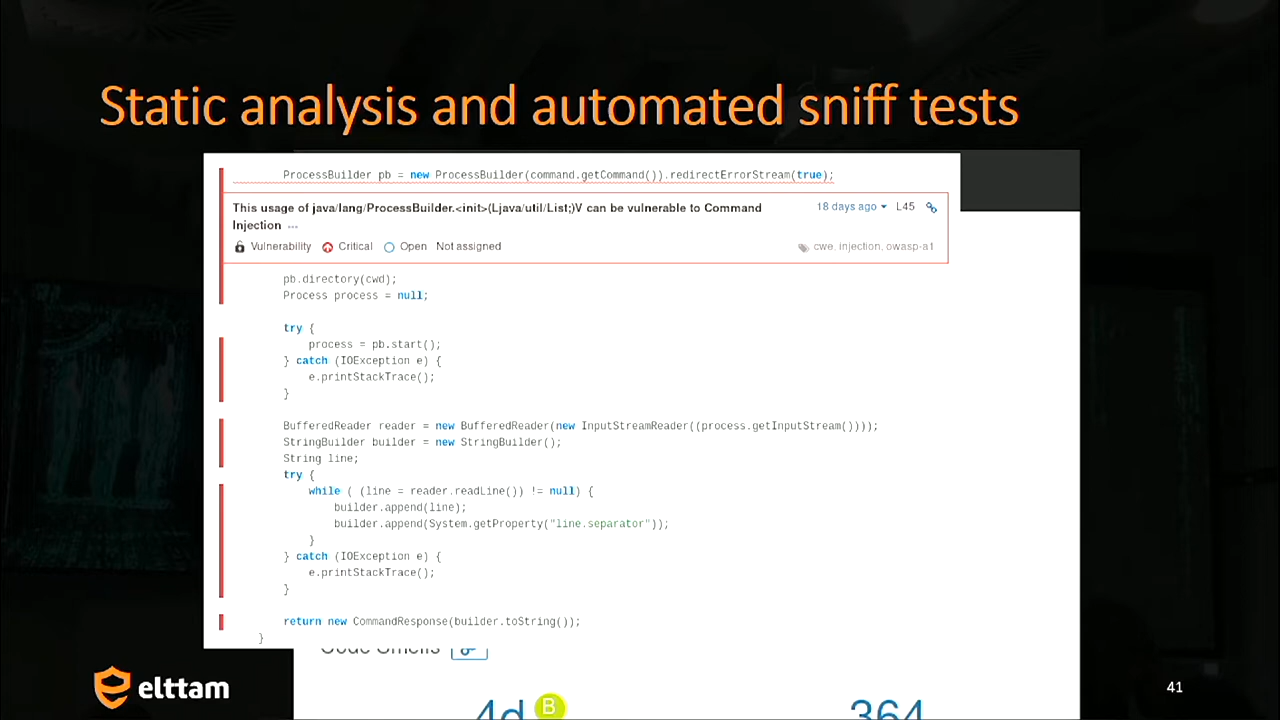 Static analysis and automated sniff tests
ProcessBuilder pb = new ProcessBuilder(command.getCommand()).redirectErrorStream(true);
This usage of java/lang/ProcessBuilder.<init>(Ljava/util/List;)V can be vulnerable to Command
Injection ...
18 days ago L45
Vulnerability Critical Open Not assigned
cwe, injection, owasp-a1
pb.directory(cwd);
Process process = null;
try {
process = pb.start();
} catch (IOException e) {
e.printStackTrace();
}
BufferedReader reader = new BufferedReader(new InputStreamReader((process.getInputStream())));
StringBuilder builder = new StringBuilder();
String line;
try {
while ( (line = reader.readLine()) != null) {
builder.append(line);
builder.append(System.getProperty("line.separator"));
}
} catch (IOException e) {
e.printStackTrace();
}
return new CommandResponse(builder.toString());
}
Code Smells
4d B
364
elttam
41